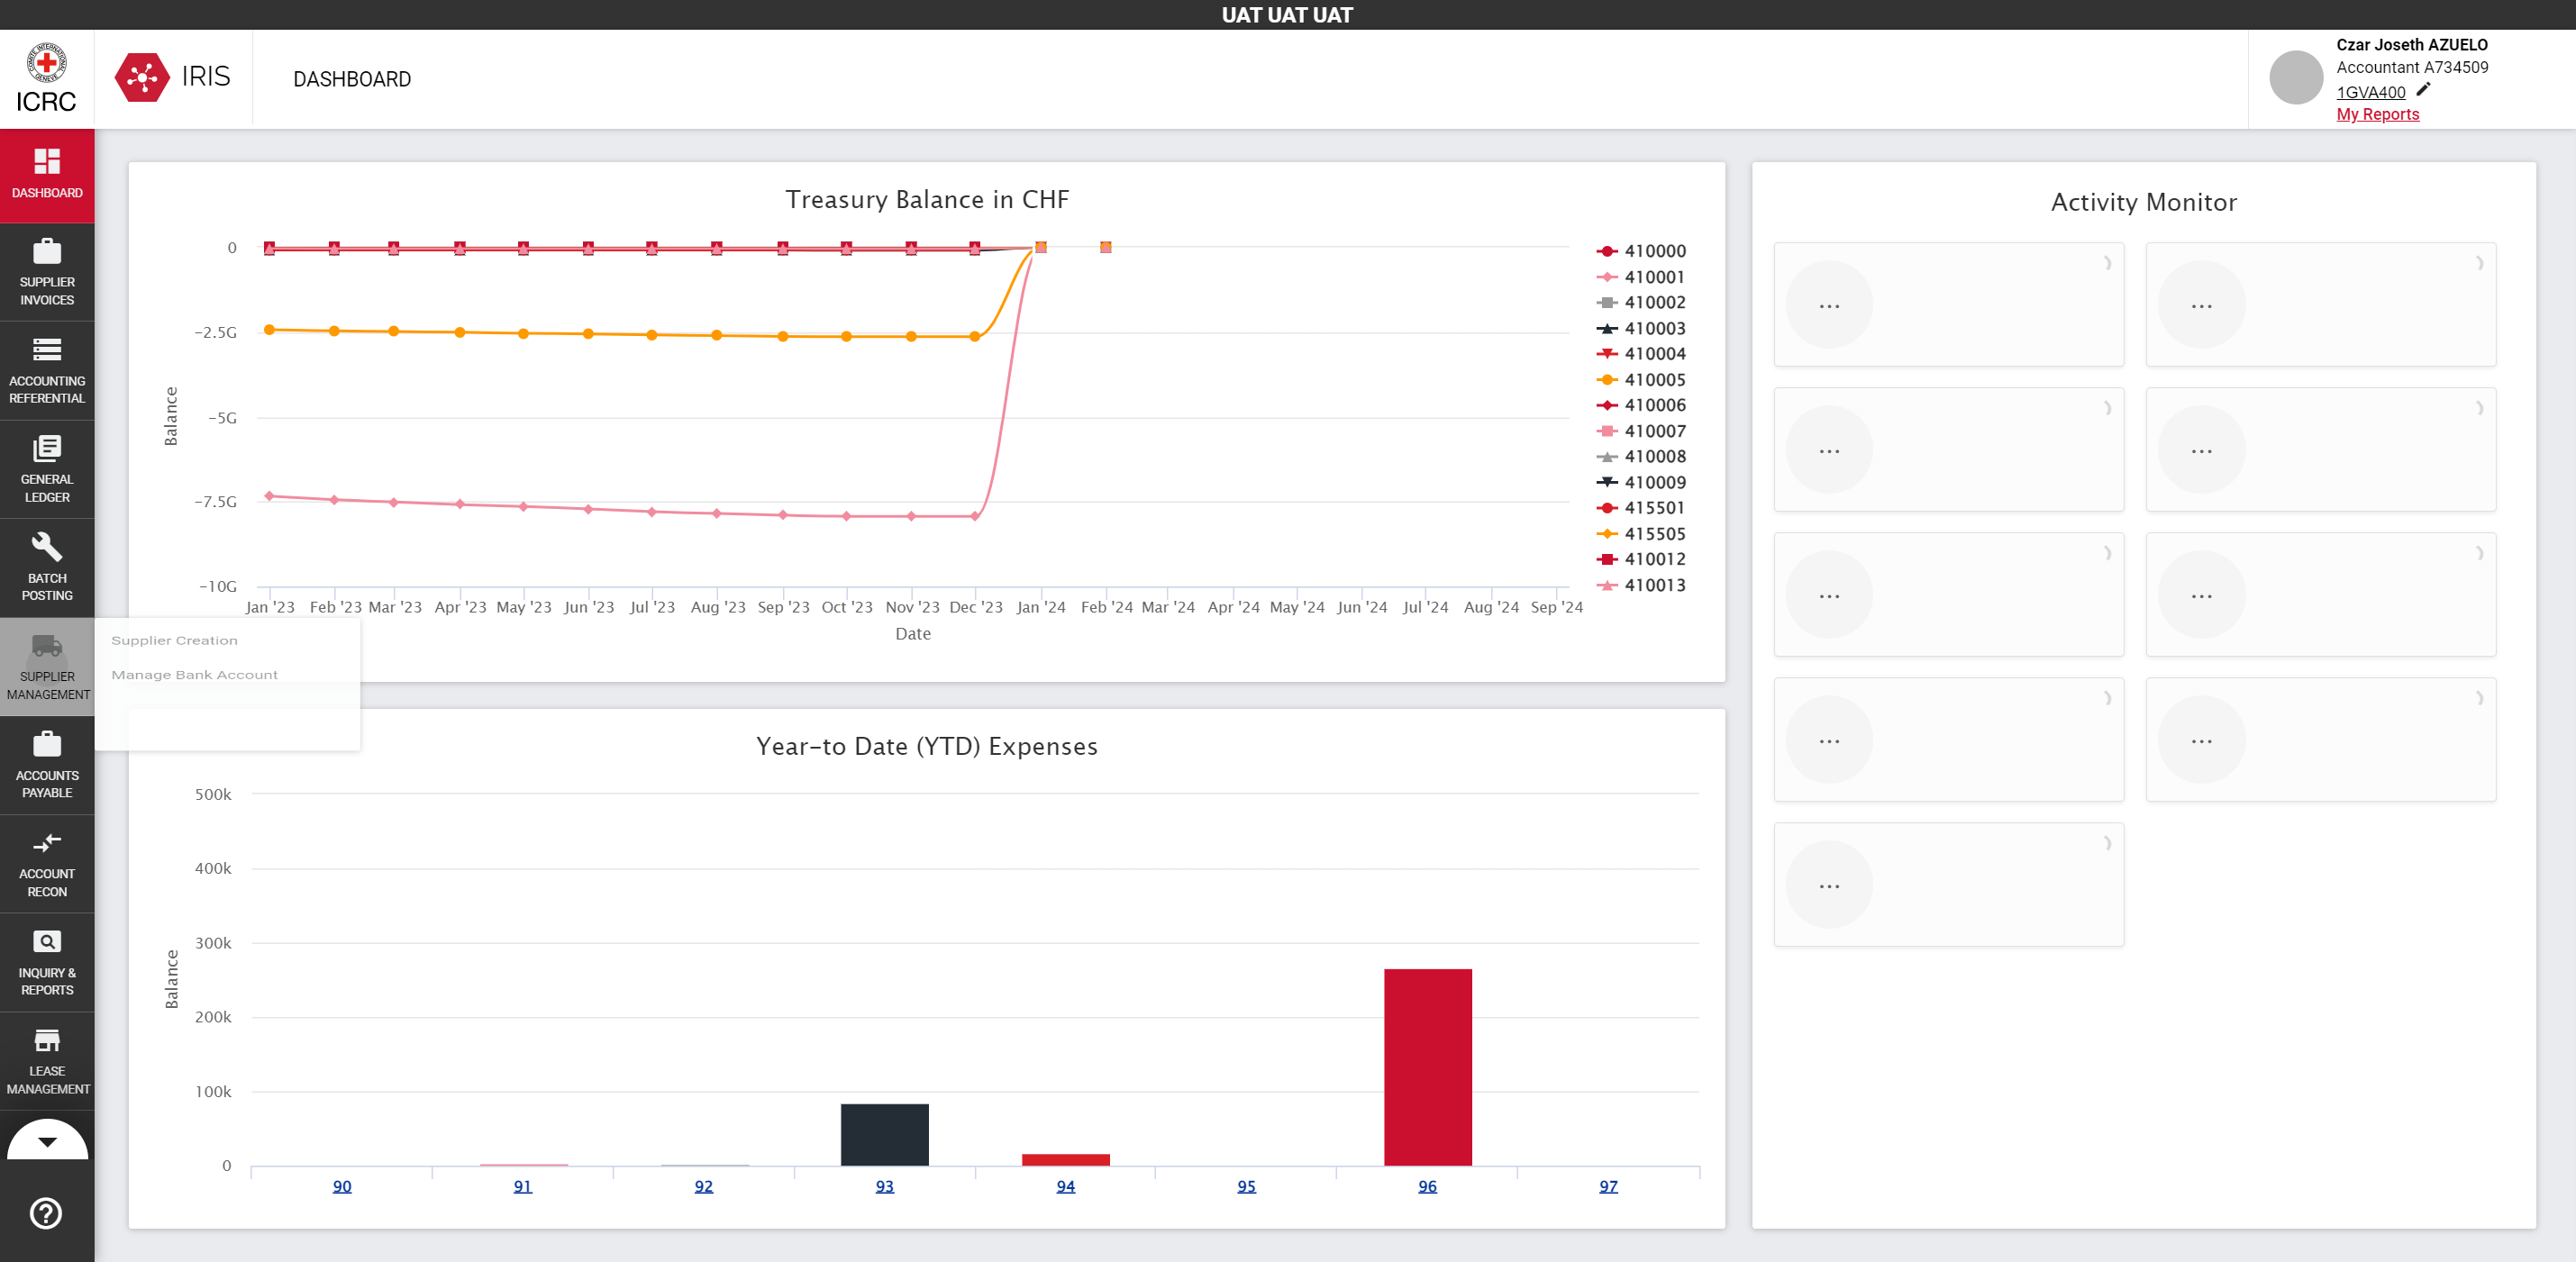 UAT UAT UAT
ICRC
IRIS
DASHBOARD
Czar Joseth AZUELO
Accountant A734509
1GVA400
My Reports
DASHBOARD
SUPPLIER
INVOICES
ACCOUNTING
REFERENTIAL
GENERAL
LEDGER
BATCH
POSTING
SUPPLIER
MANAGEMENT
Supplier Creation
Manage Bank Account
ACCOUNTS
PAYABLE
ACCOUNT
RECON
INQUIRY &
REPORTS
LEASE
MANAGEMENT
Treasury Balance in CHF
Balance
0
−2.5G
−5G
−7.5G
−10G
Jan '23 Feb '23 Mar '23 Apr '23 May '23 Jun '23 Jul '23 Aug '23 Sep '23 Oct '23 Nov '23 Dec '23 Jan '24 Feb '24 Mar '24 Apr '24 May '24 Jun '24 Jul '24 Aug '24 Sep '24
Date
410000
410001
410002
410003
410004
410005
410006
410007
410008
410009
415501
415505
410012
410013
Year-to Date (YTD) Expenses
Balance
500k
400k
300k
200k
100k
0
90 91 92 93 94 95 96 97
Activity Monitor
... ...
... ...
... ...
... ...
...